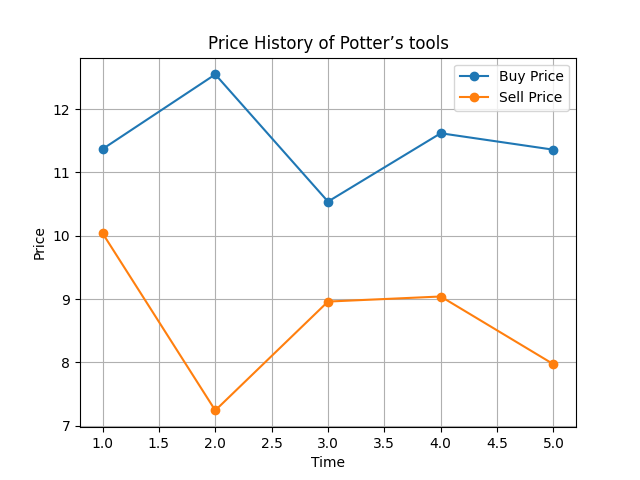 Price History of Potter’s tools
Buy Price
Sell Price
12
11
10
9
8
7
Price
1.0 1.5 2.0 2.5 3.0 3.5 4.0 4.5 5.0
Time